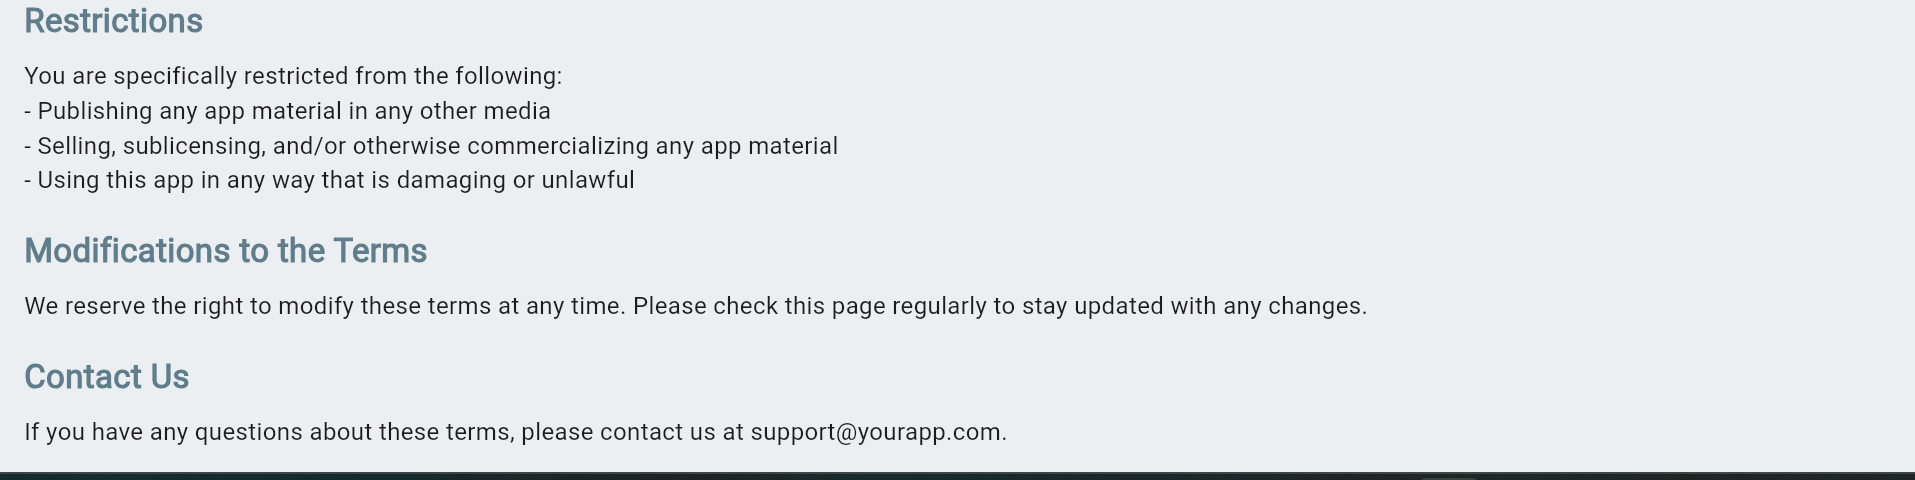 Restrictions
You are specifically restricted from the following:
- Publishing any app material in any other media
- Selling, sublicensing, and/or otherwise commercializing any app material
- Using this app in any way that is damaging or unlawful
Modifications to the Terms
We reserve the right to modify these terms at any time. Please check this page regularly to stay updated with any changes.
Contact Us
If you have any questions about these terms, please contact us at support@yourapp.com.